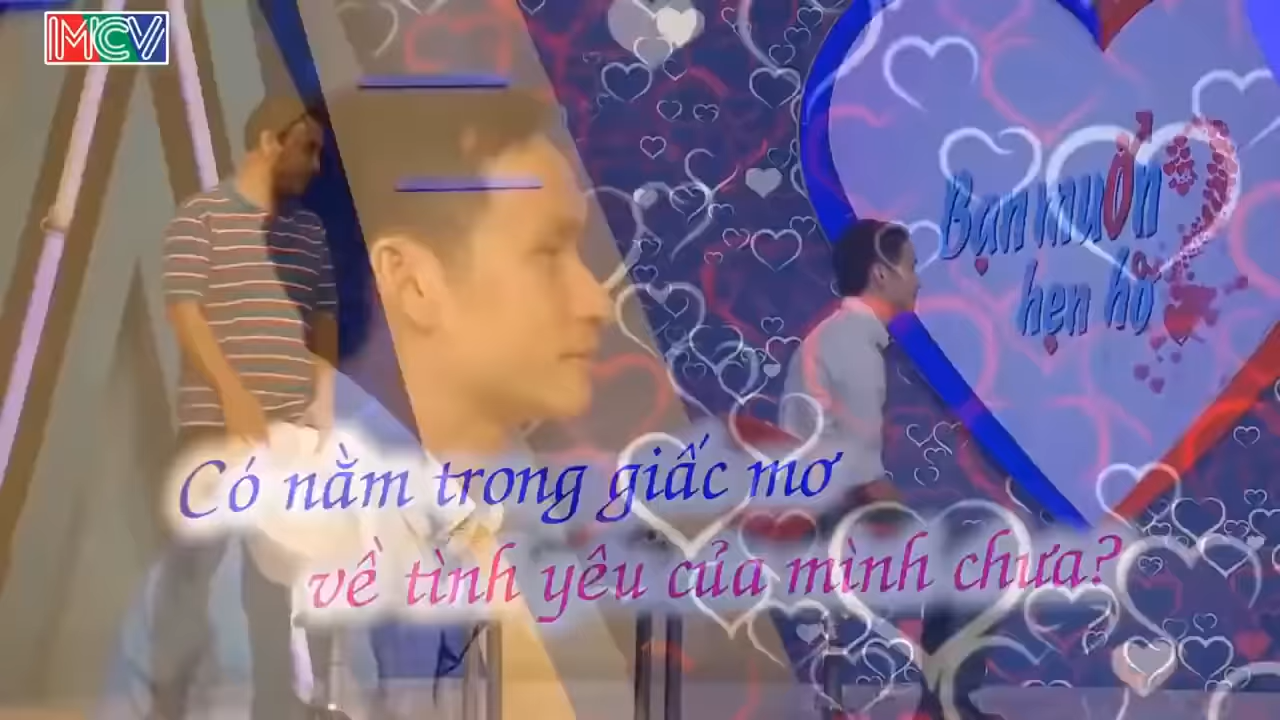 MCV
Bạn muốn
hẹn hò
Có nằm trong giấc mơ
về tình yêu của mình chưa?